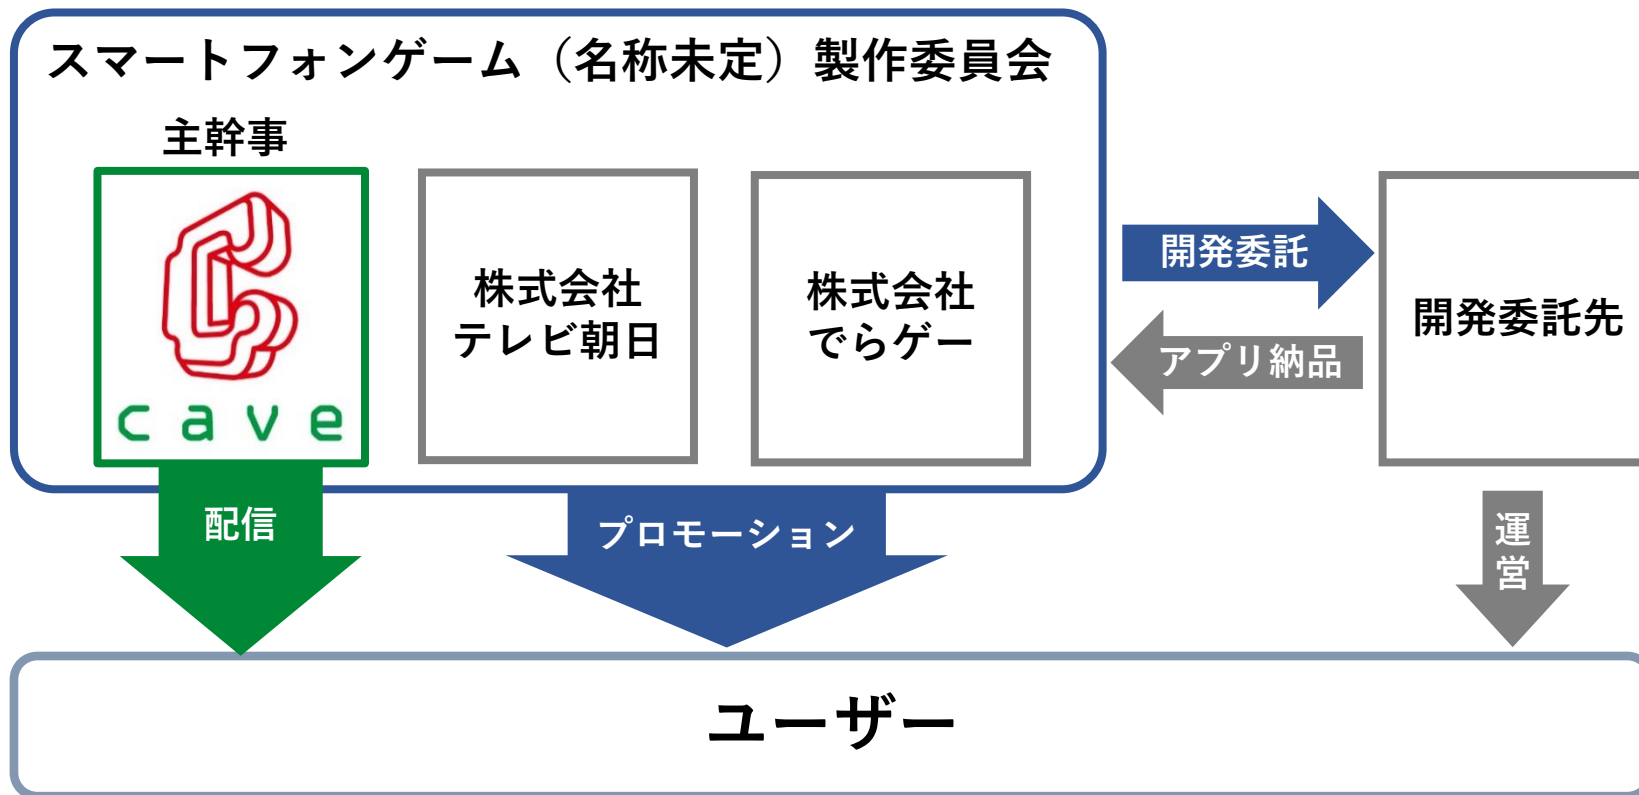 スマートフォンゲーム（名称未定）製作委員会
主幹事
cave
株式会社
テレビ朝日
株式会社
でらゲー
開発委託
アプリ納品
開発委託先
配信
プロモーション
運営
ユーザー